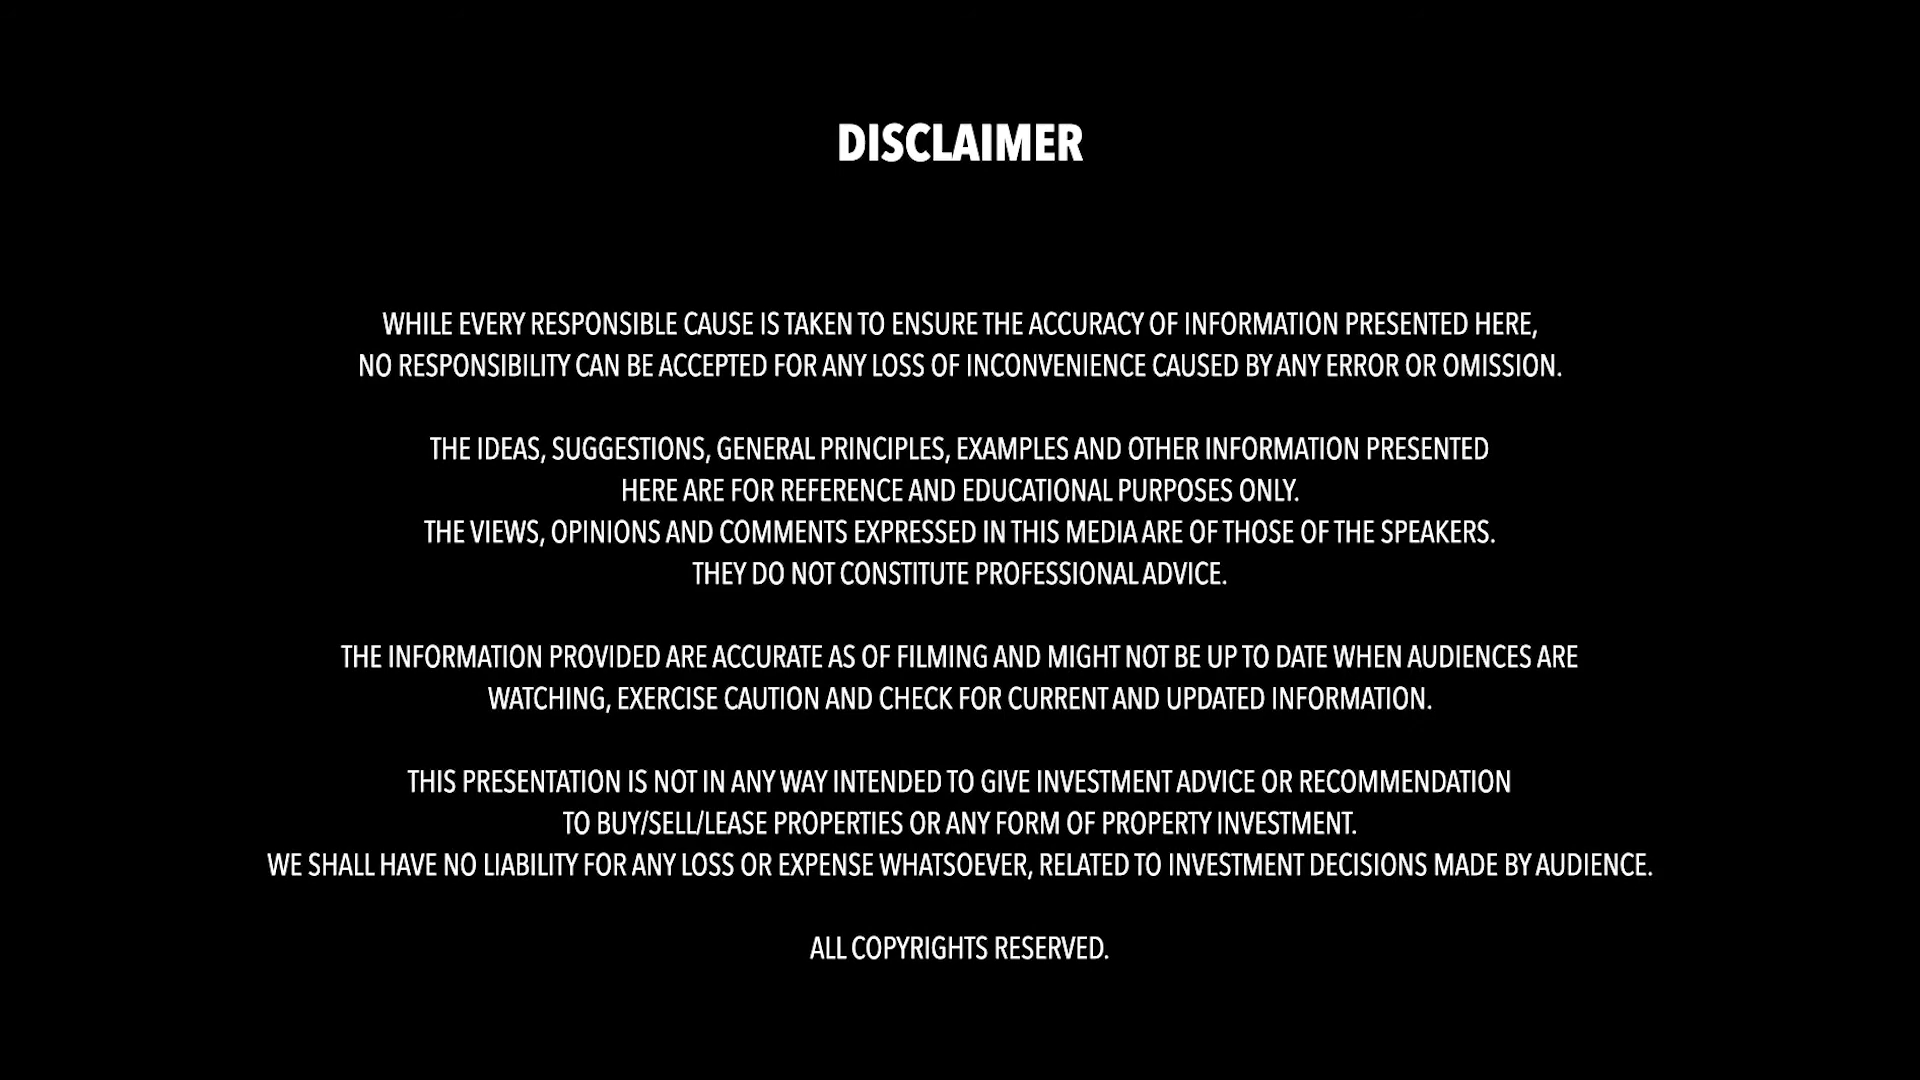 DISCLAIMER
WHILE EVERY RESPONSIBLE CAUSE IS TAKEN TO ENSURE THE ACCURACY OF INFORMATION PRESENTED HERE,
NO RESPONSIBILITY CAN BE ACCEPTED FOR ANY LOSS OF INCONVENIENCE CAUSED BY ANY ERROR OR OMISSION.
THE IDEAS, SUGGESTIONS, GENERAL PRINCIPLES, EXAMPLES AND OTHER INFORMATION PRESENTED
HERE ARE FOR REFERENCE AND EDUCATIONAL PURPOSES ONLY.
THE VIEWS, OPINIONS AND COMMENTS EXPRESSED IN THIS MEDIA ARE OF THOSE OF THE SPEAKERS.
THEY DO NOT CONSTITUTE PROFESSIONAL ADVICE.
THE INFORMATION PROVIDED ARE ACCURATE AS OF FILMING AND MIGHT NOT BE UP TO DATE WHEN AUDIENCES ARE
WATCHING, EXERCISE CAUTION AND CHECK FOR CURRENT AND UPDATED INFORMATION.
THIS PRESENTATION IS NOT IN ANY WAY INTENDED TO GIVE INVESTMENT ADVICE OR RECOMMENDATION
TO BUY/SELL/LEASE PROPERTIES OR ANY FORM OF PROPERTY INVESTMENT.
WE SHALL HAVE NO LIABILITY FOR ANY LOSS OR EXPENSE WHATSOEVER, RELATED TO INVESTMENT DECISIONS MADE BY AUDIENCE.
ALL COPYRIGHTS RESERVED.